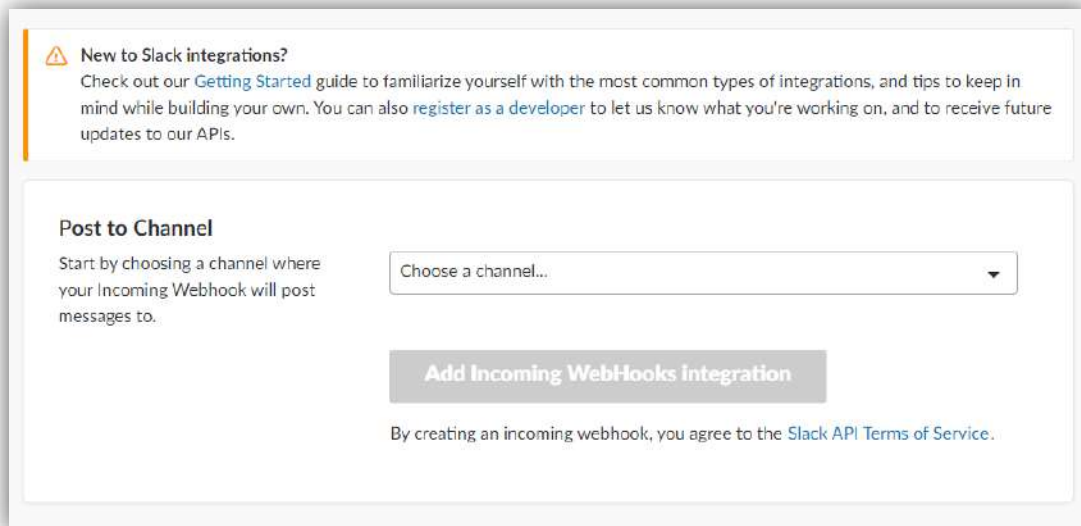 New to Slack integrations?
Check out our Getting Started guide to familiarize yourself with the most common types of integrations, and tips to keep in
mind while building your own. You can also register as a developer to let us know what you're working on, and to receive future
updates to our APIs.
Post to Channel
Start by choosing a channel where
your Incoming Webhook will post
messages to.
Choose a channel...
Add Incoming WebHooks integration
By creating an incoming webhook, you agree to the Slack API Terms of Service.